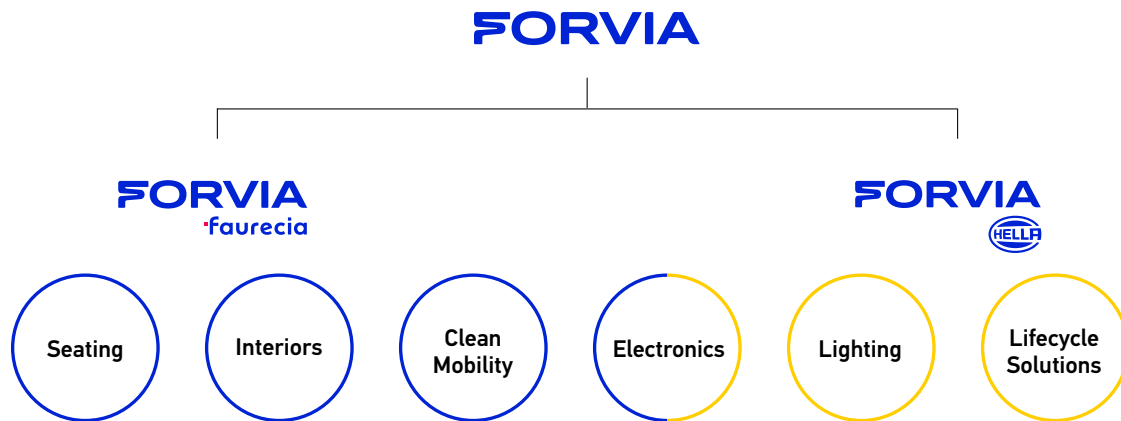 FORVIA
FORVIA
faurecia
FORVIA
HELLA
Seating
Interiors
Clean
Mobility
Electronics
Lighting
Lifecycle
Solutions